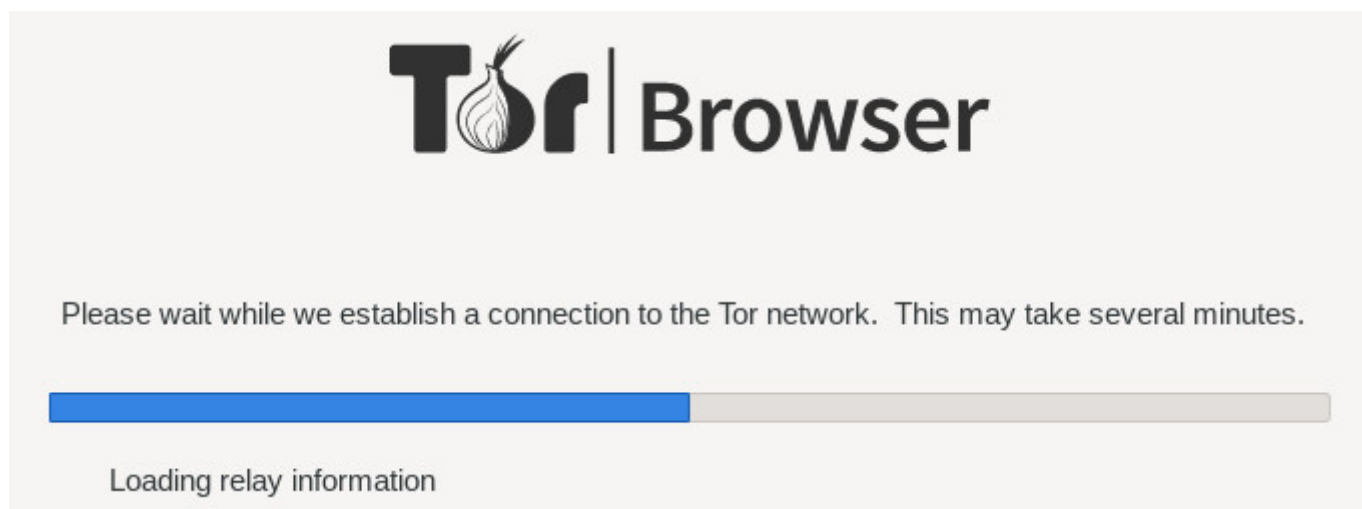 Tor Browser
Please wait while we establish a connection to the Tor network.  This may take several minutes.
Loading relay information